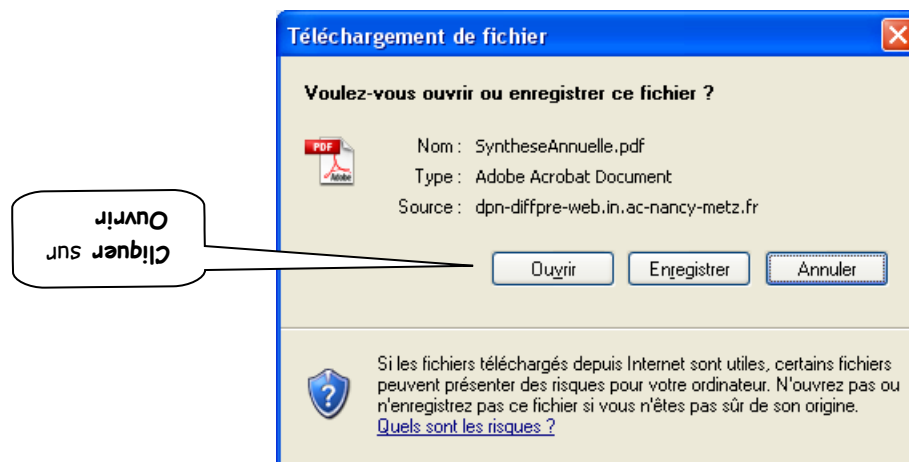 Téléchargement de fichier
Voulez-vous ouvrir ou enregistrer ce fichier ?
PDF
Adobe
Nom : SyntheseAnnuelle.pdf
Type : Adobe Acrobat Document
Source : dpn-diffpre-web.in.ac-nancy-metz.fr
Cliquer sur
Ouvrir
Ouvrir
Enregistrer
Annuler
Si les fichiers téléchargés depuis Internet sont utiles, certains fichiers
peuvent présenter des risques pour votre ordinateur. N'ouvrez pas ou
n'enregistrez pas ce fichier si vous n'êtes pas sûr de son origine.
Quels sont les risques ?